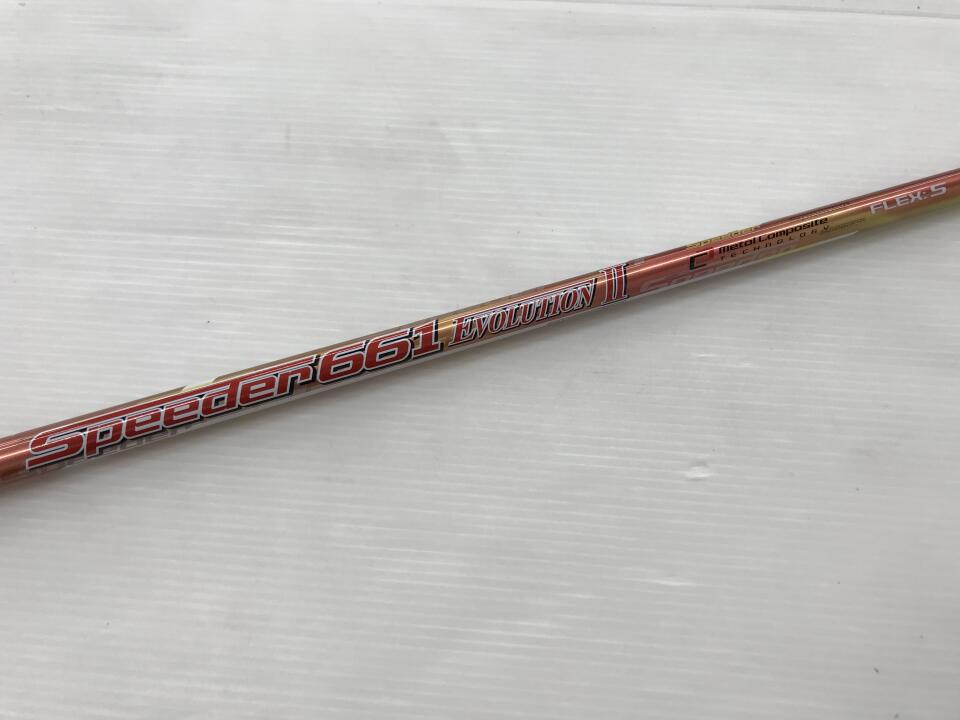 Speeder 661 EVOLUTION II
Metal Composite
TECHNOLOGY
FLEX:S